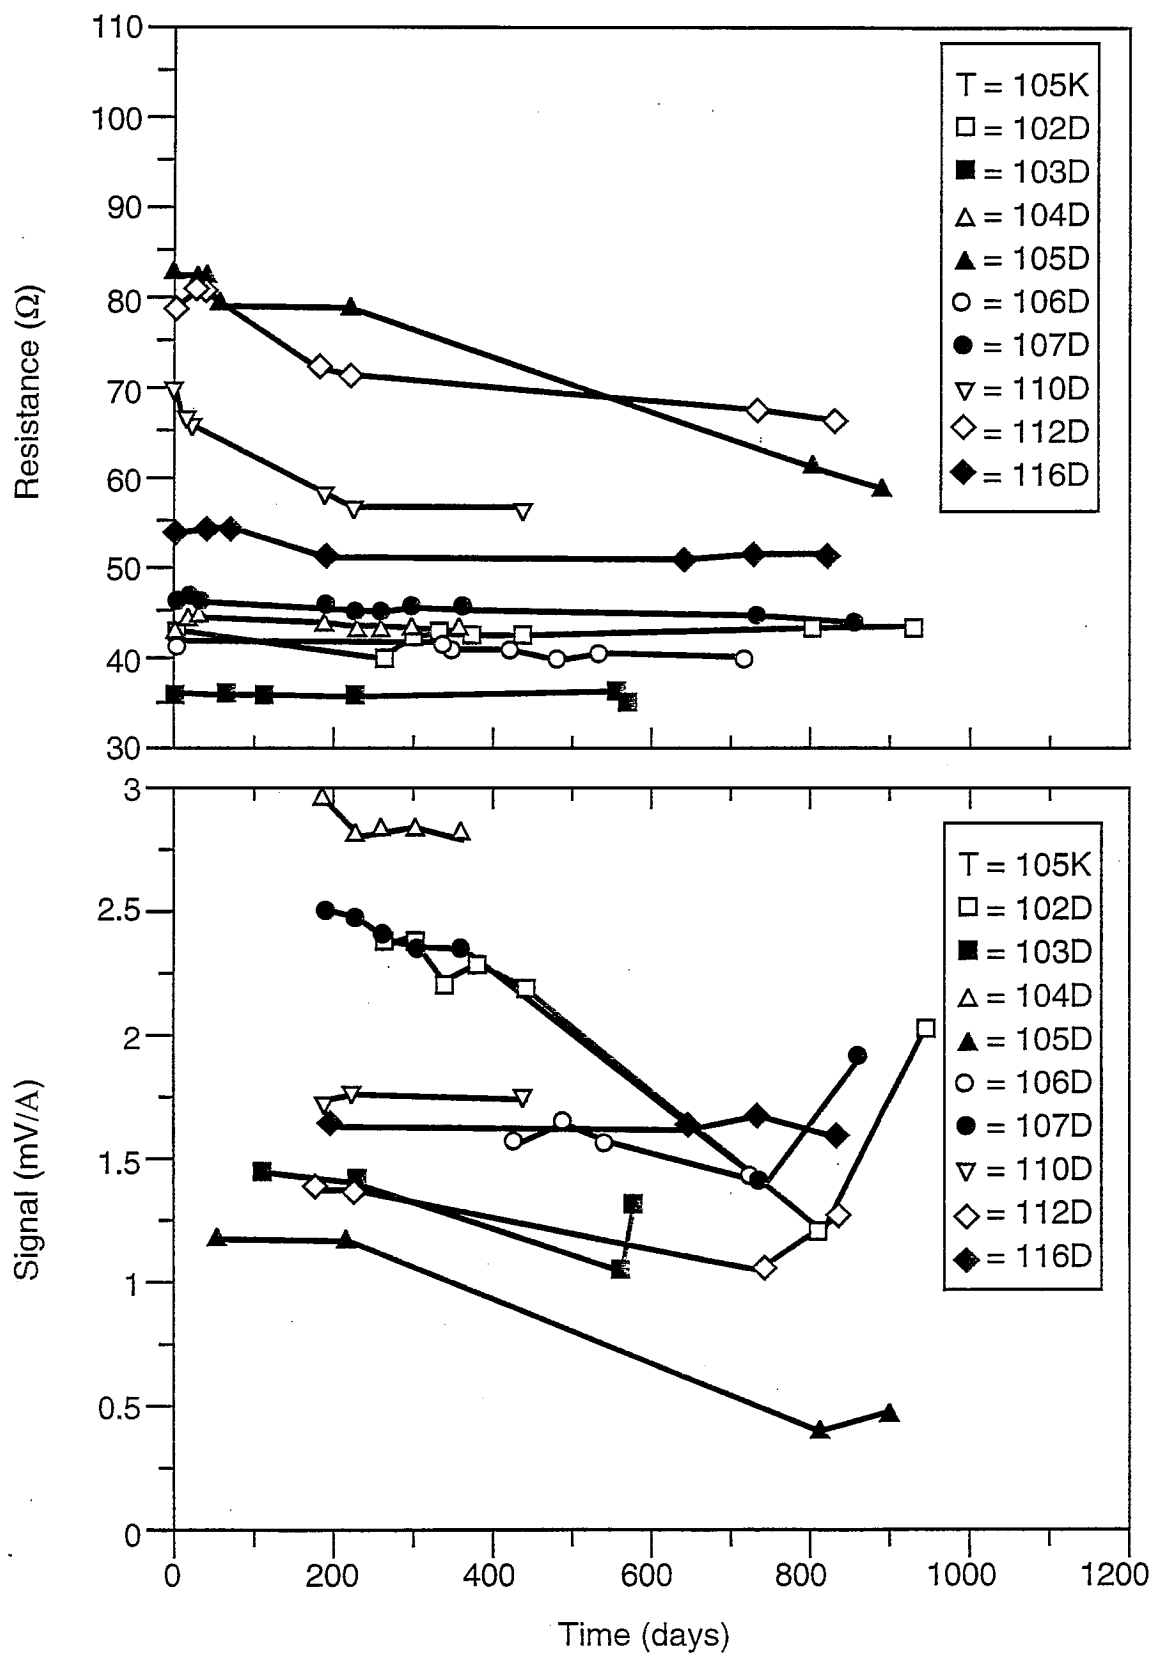 110
100
90
80
70
60
50
40
30
Resistance (Ω)
T = 105K
= 102D
= 103D
= 104D
= 105D
= 106D
= 107D
= 110D
= 112D
= 116D
3
2.5
2
1.5
1
0.5
0
Signal (mV/A)
T = 105K
= 102D
= 103D
= 104D
= 105D
= 106D
= 107D
= 110D
= 112D
= 116D
0 200 400 600 800 1000 1200
Time (days)